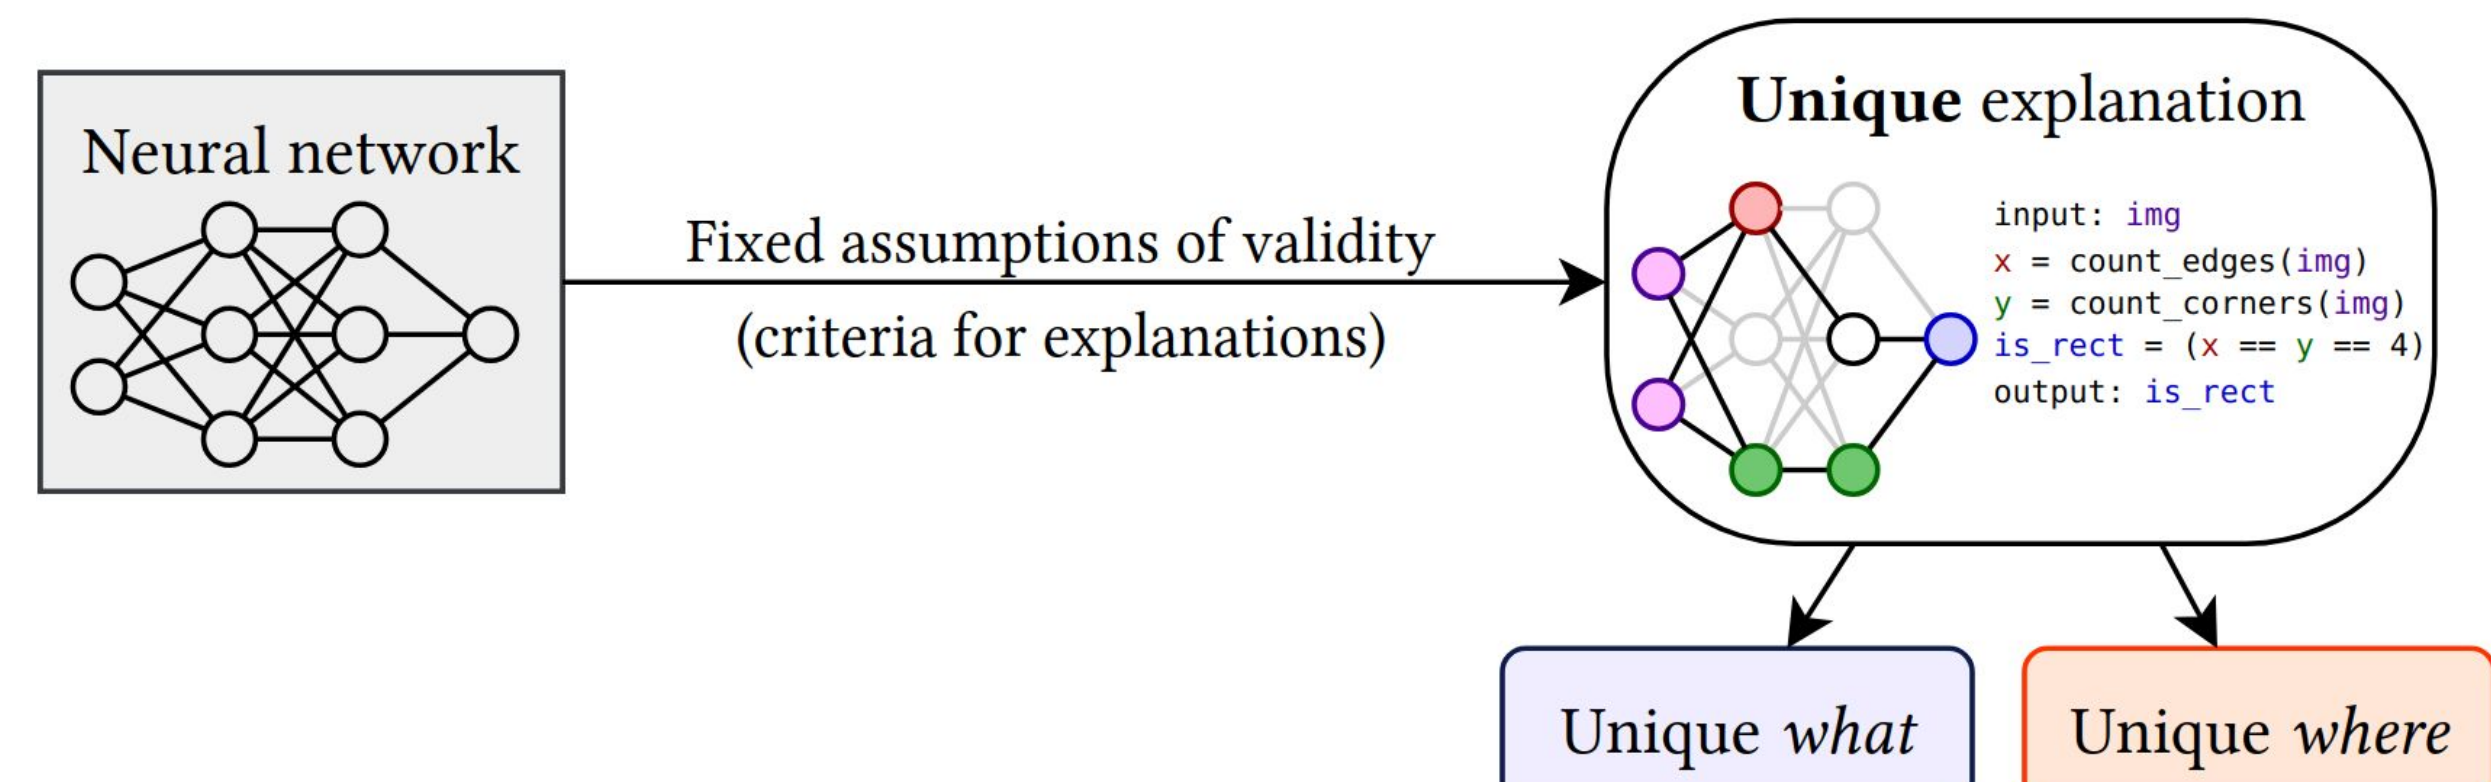 Neural network
Fixed assumptions of validity
(criteria for explanations)
Unique explanation
input: img
x = count_edges(img)
y = count_corners(img)
is_rect = (x == y == 4)
output: is_rect
Unique what
Unique where